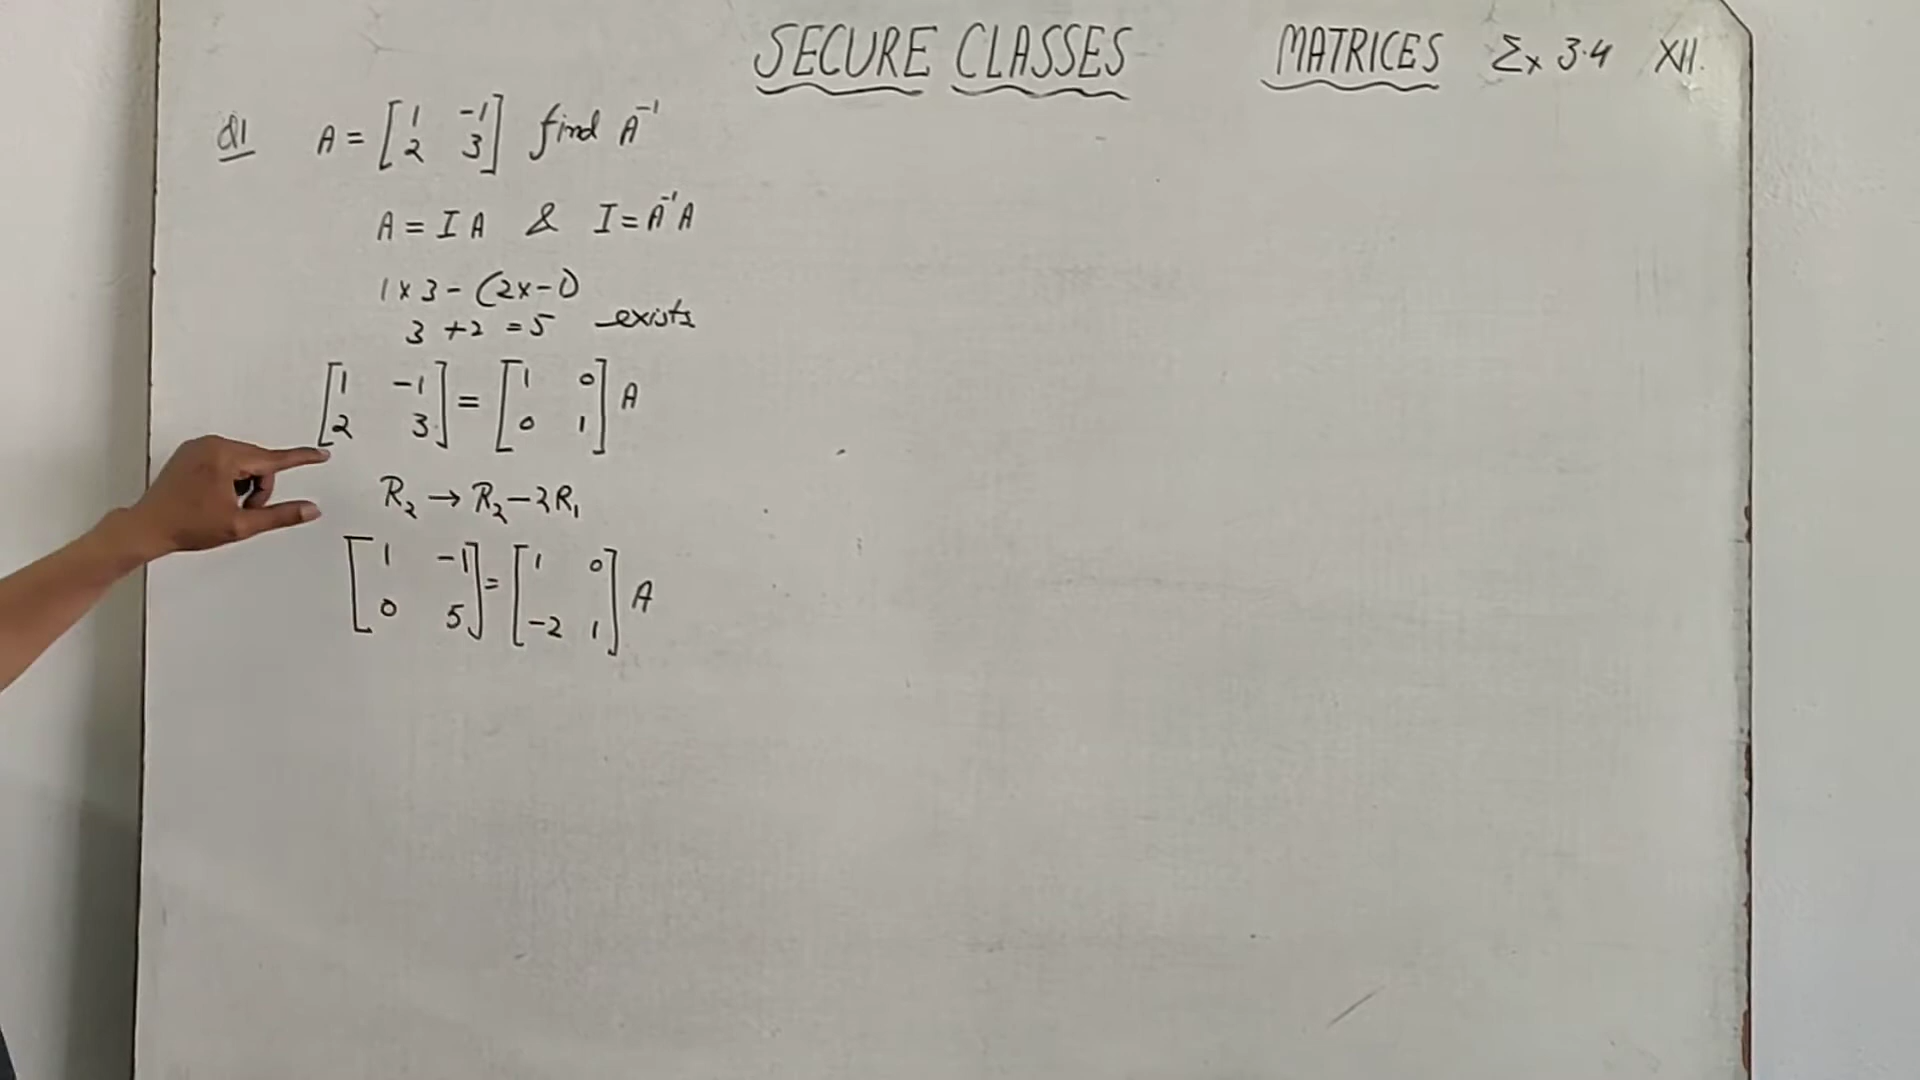 SECURE CLASSES MATRICES Ex 3.4 XII.
Q1 A = [1 -1; 2 3] find A⁻¹
A = I A & I = A⁻¹ A
1 × 3 - (2×-1)
3 + 2 = 5 exists
[1 -1; 2 3] = [1 0; 0 1] A
R₂ → R₂ - 2R₁
[1 -1; 0 5] = [1 0; -2 1] A